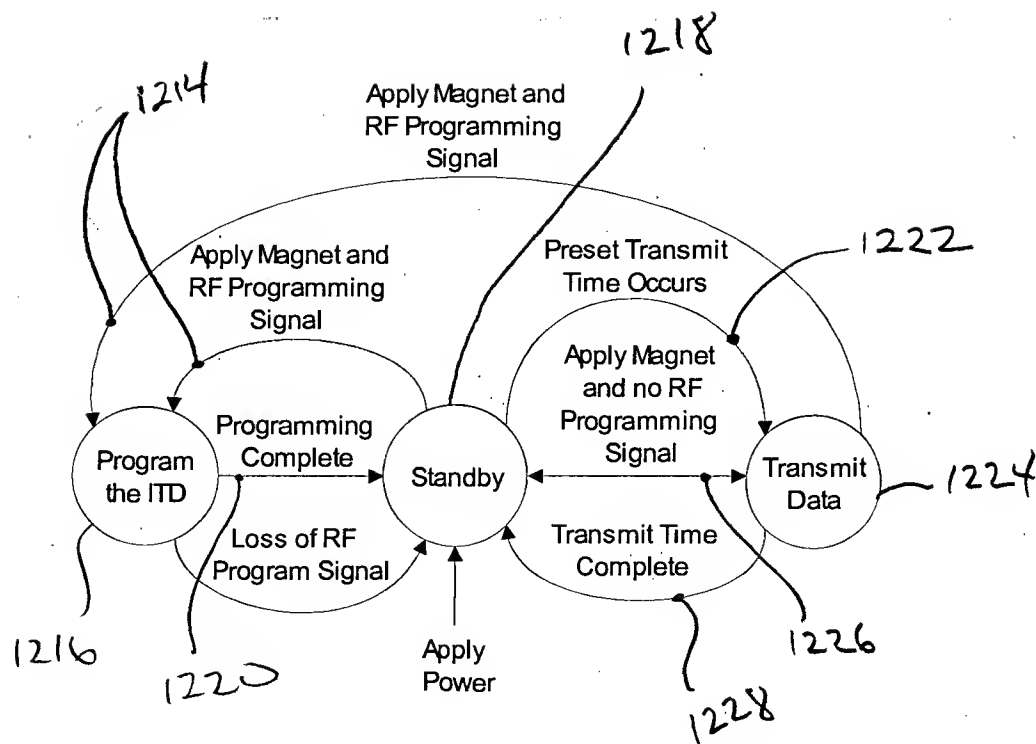 1218
1214
Apply Magnet and
RF Programming
Signal
1222
Preset Transmit
Time Occurs
Apply Magnet and
RF Programming
Signal
Apply Magnet
and no RF
Programming
Signal
Programming
Complete
Program
the ITD
Standby
Transmit
Data
1224
Loss of RF
Program Signal
Transmit Time
Complete
1216
1220
Apply
Power
1226
1228